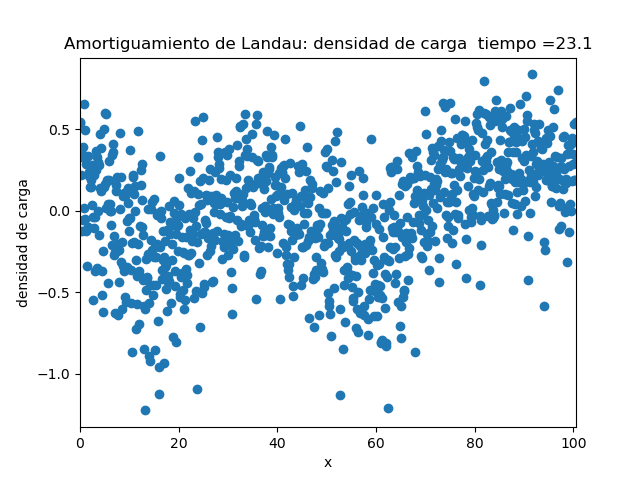 Amortiguamiento de Landau: densidad de carga  tiempo =23.1
densidad de carga
0.5
0.0
−0.5
−1.0
0 20 40 60 80 100
x